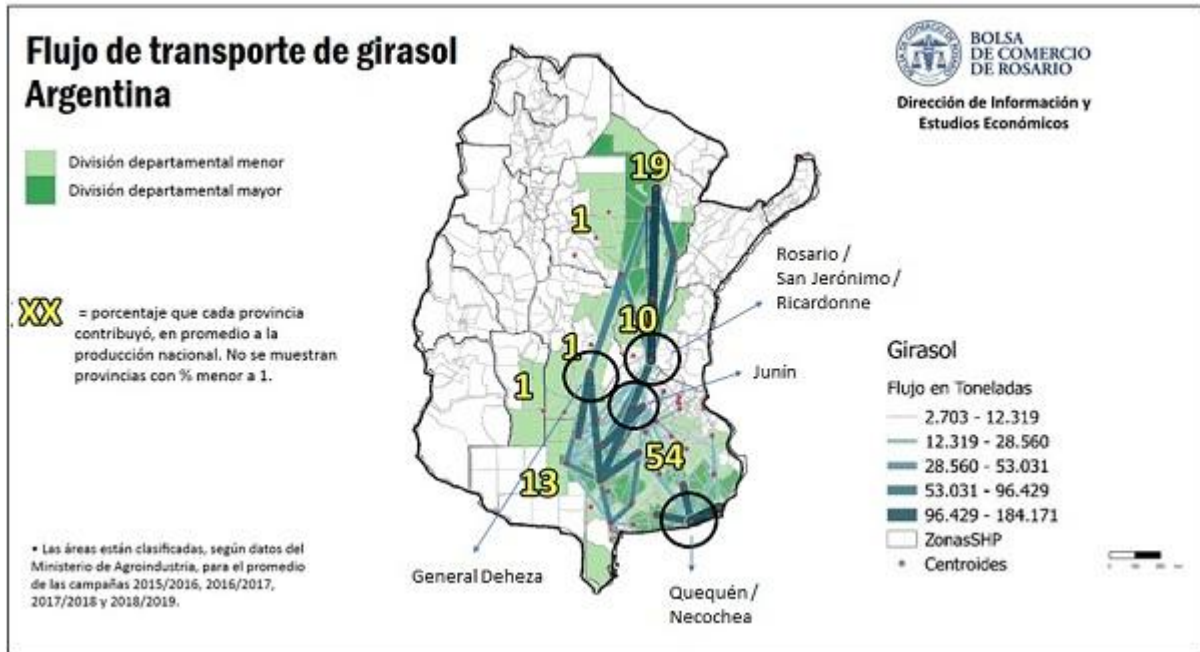 Flujo de transporte de girasol
Argentina
BOLSA
DE COMERCIO
DE ROSARIO
Dirección de Información y
Estudios Económicos
División departamental menor
División departamental mayor
XX = porcentaje que cada provincia
contribuyó, en promedio a la
producción nacional. No se muestran
provincias con % menor a 1.
19
1
10
1
1
54
13
Rosario /
San Jerónimo /
Ricardonne
Junín
General Deheza
Quequén /
Necochea
Girasol
Flujo en Toneladas
2.703 - 12.319
12.319 - 28.560
28.560 - 53.031
53.031 - 96.429
96.429 - 184.171
ZonasSHP
Centroides
• Las áreas están clasificadas, según datos del
Ministerio de Agroindustria, para el promedio
de las campañas 2015/2016, 2016/2017,
2017/2018 y 2018/2019.